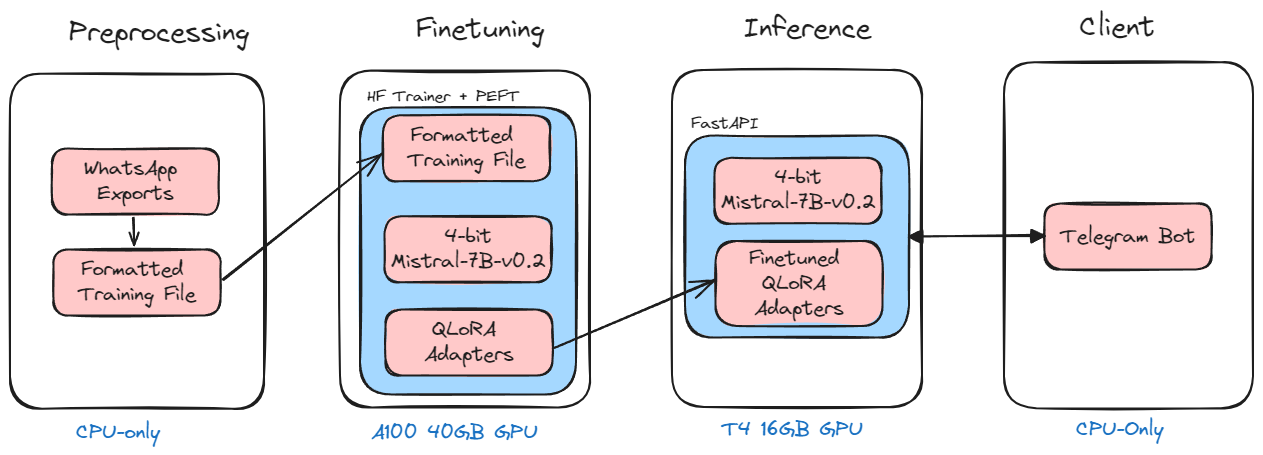 Preprocessing
WhatsApp
Exports
Formatted
Training File
CPU-only
Finetuning
HF Trainer + PEFT
Formatted
Training File
4-bit
Mistral-7B-v0.2
QLoRA
Adapters
A100 40GB GPU
Inference
FastAPI
4-bit
Mistral-7B-v0.2
Finetuned
QLoRA
Adapters
T4 16GB GPU
Client
Telegram Bot
CPU-Only